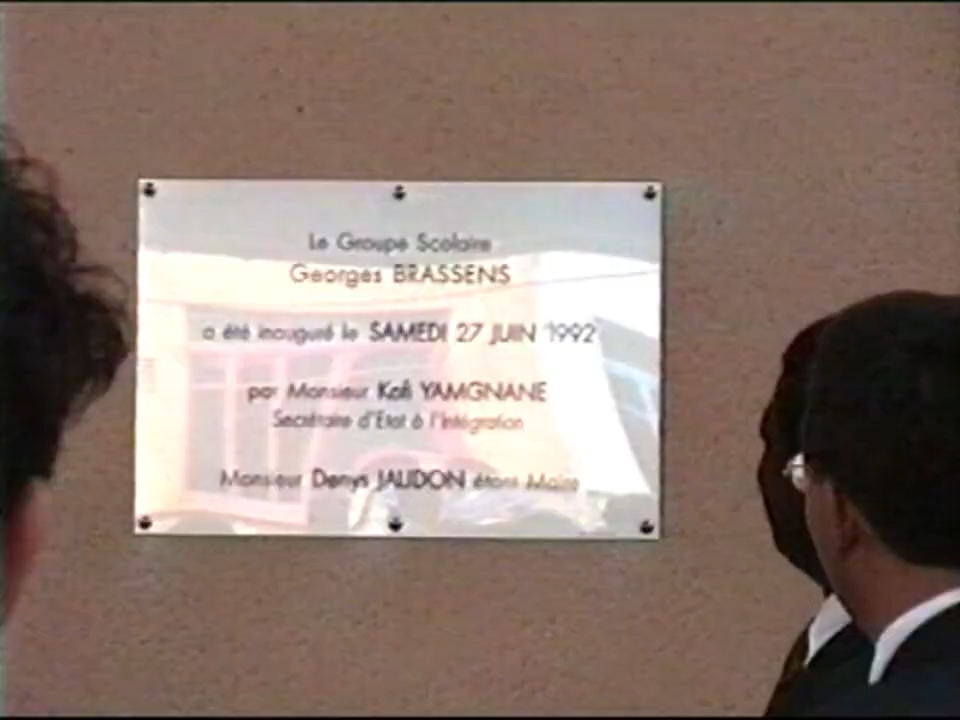 Le Groupe Scolaire
Georges BRASSENS
a été inauguré le SAMEDI 27 JUIN 1992
par Monsieur Kofi YAMGNANE
Secrétaire d'Etat à l'Intégration
Monsieur Denys JAUDON étant Maire